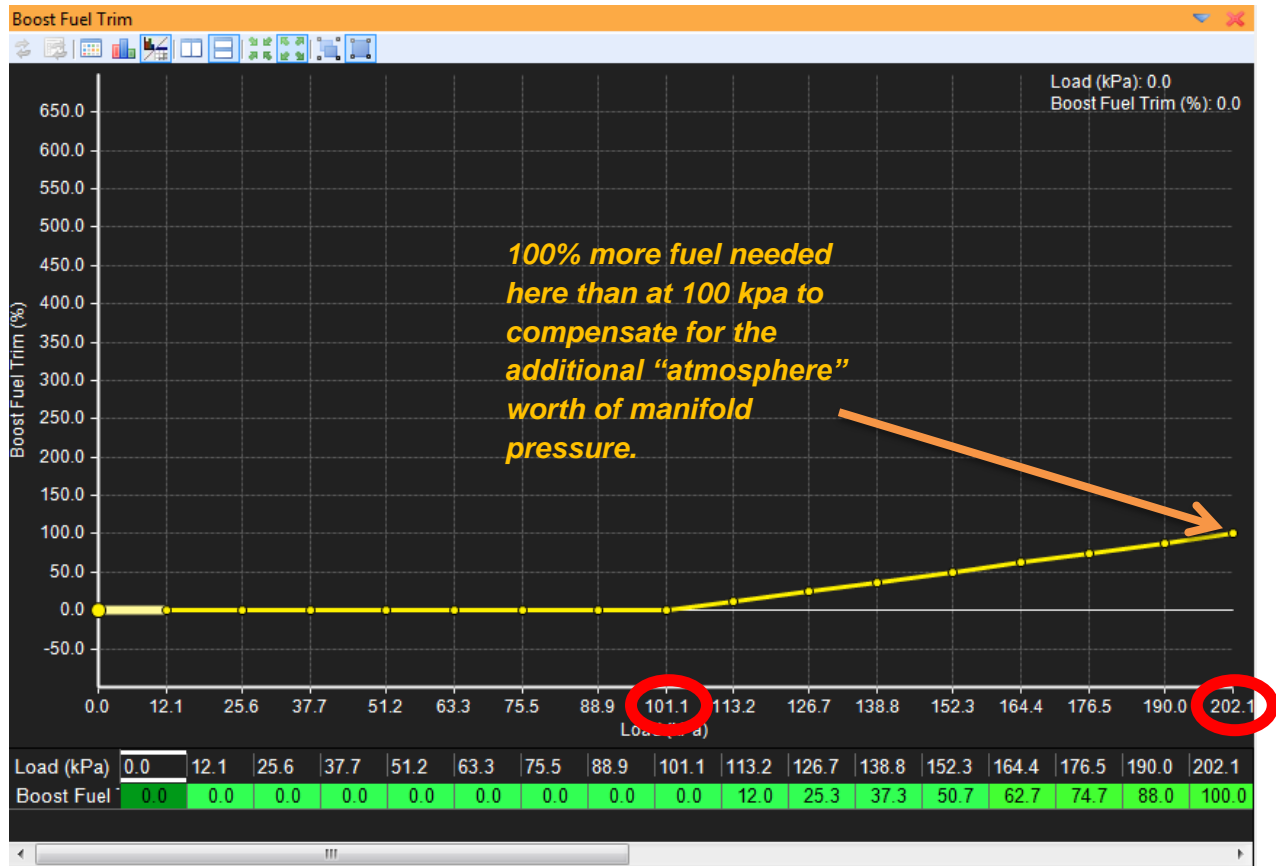 Boost Fuel Trim
Load (kPa): 0.0
Boost Fuel Trim (%): 0.0
650.0
600.0
550.0
500.0
450.0
400.0
350.0
300.0
250.0
200.0
150.0
100.0
50.0
0.0
-50.0
Boost Fuel Trim (%)
100% more fuel needed
here than at 100 kpa to
compensate for the
additional “atmosphere”
worth of manifold
pressure.
0.0 12.1 25.6 37.7 51.2 63.3 75.5 88.9 101.1 113.2 126.7 138.8 152.3 164.4 176.5 190.0 202.1
Load (kPa)
Load (kPa) 0.0 12.1 25.6 37.7 51.2 63.3 75.5 88.9 101.1 113.2 126.7 138.8 152.3 164.4 176.5 190.0 202.1
Boost Fuel 0.0 0.0 0.0 0.0 0.0 0.0 0.0 0.0 0.0 12.0 25.3 37.3 50.7 62.7 74.7 88.0 100.0